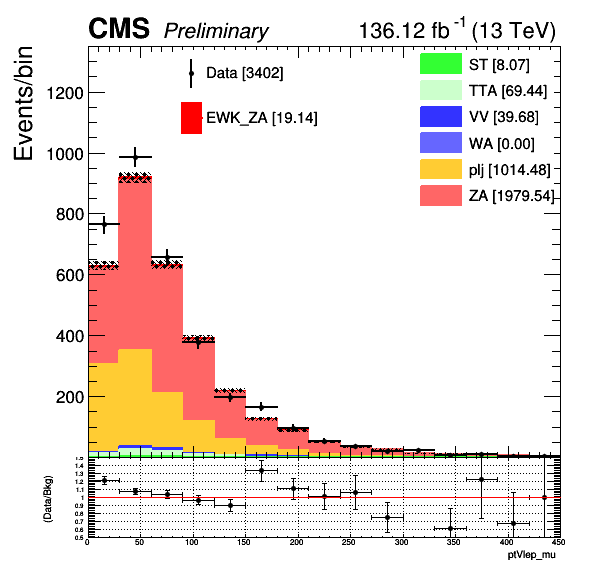 CMS Preliminary 136.12 fb⁻¹ (13 TeV)
Events/bin
1200
1000
800
600
400
200
Data [3402]
EWK_ZA [19.14]
ST [8.07]
TTA [69.44]
VV [39.68]
WA [0.00]
plj [1014.48]
ZA [1979.54]
(Data/Bkg)
1.5
1.4
1.3
1.2
1.1
1
0.9
0.8
0.7
0.6
0.5
0 50 100 150 200 250 300 350 400 450
ptVlep_mu